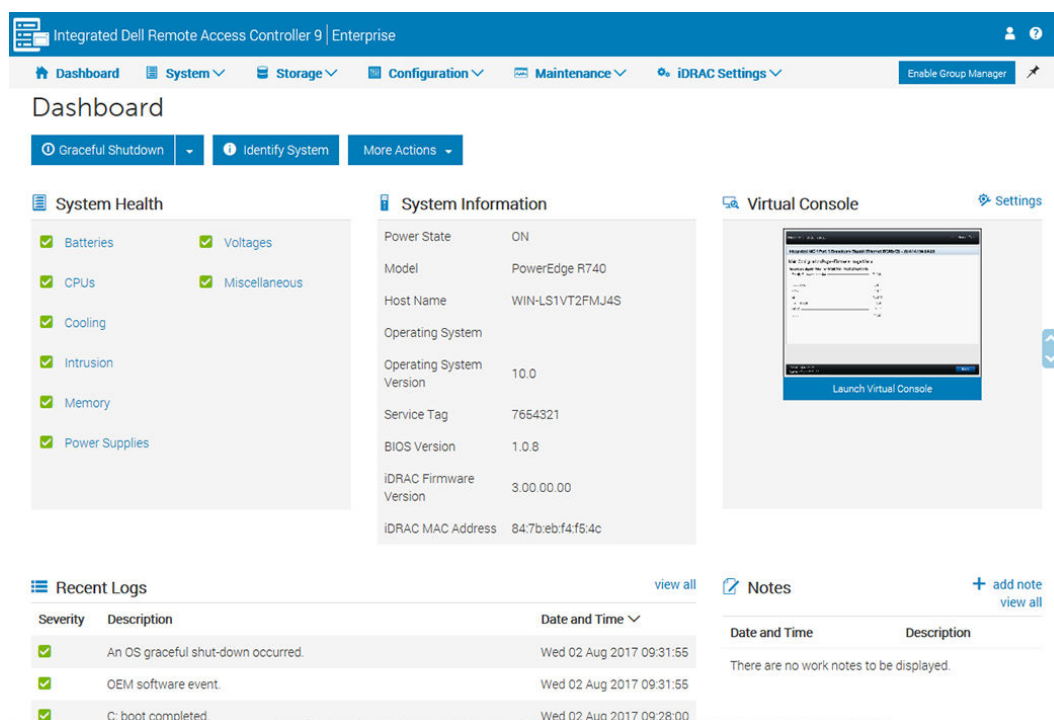 Integrated Dell Remote Access Controller 9 | Enterprise
Dashboard System Storage Configuration Maintenance iDRAC Settings Enable Group Manager
Dashboard
Graceful Shutdown Identify System More Actions
System Health
Batteries Voltages
CPUs Miscellaneous
Cooling
Intrusion
Memory
Power Supplies
System Information
Power State ON
Model PowerEdge R740
Host Name WIN-LS1VT2FMJ4S
Operating System
Operating System
Version 10.0
Service Tag 7654321
BIOS Version 1.0.8
iDRAC Firmware
Version 3.00.00.00
iDRAC MAC Address 84:7b:eb:f4:f5:4c
Virtual Console Settings
Launch Virtual Console
Recent Logs view all
Severity Description Date and Time
An OS graceful shut-down occurred. Wed 02 Aug 2017 09:31:55
OEM software event. Wed 02 Aug 2017 09:31:55
C: boot completed. Wed 02 Aug 2017 09:28:00
Notes + add note
view all
Date and Time Description
There are no work notes to be displayed.